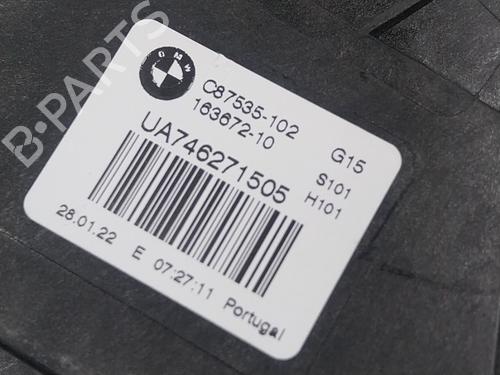 B-PARTS
BMW
C87535-102
163672-10
G15
S101
H101
UA746271505
28.01.22 E 07:27:11 Portugal